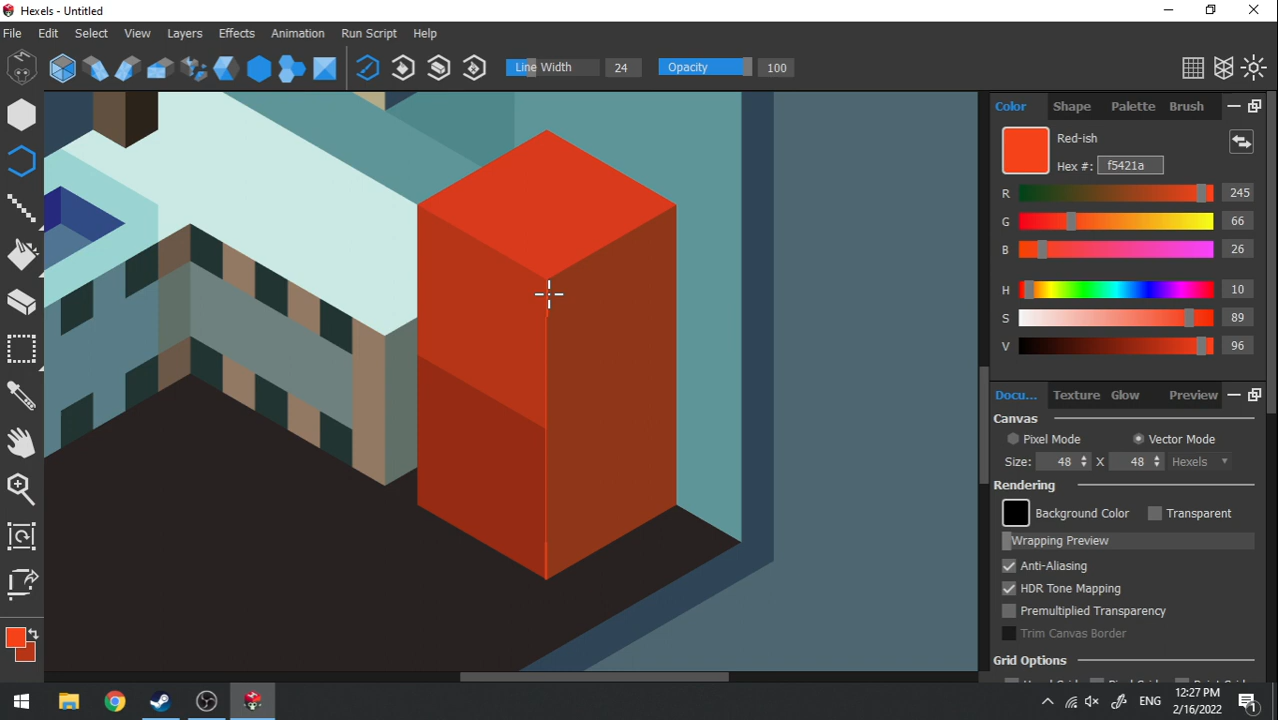 Hexels - Untitled
File Edit Select View Layers Effects Animation Run Script Help
Line Width 24 Opacity 100
Color Shape Palette Brush
Red-ish
Hex #: f5421a
R 245
G 66
B 26
H 10
S 89
V 96
Docu... Texture Glow Preview
Canvas
Pixel Mode Vector Mode
Size: 48 X 48 Hexels
Rendering
Background Color Transparent
Wrapping Preview
Anti-Aliasing
HDR Tone Mapping
Premultiplied Transparency
Trim Canvas Border
Grid Options
ENG 12:27 PM
2/16/2022
1